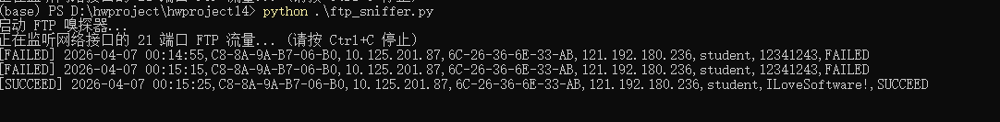 (base) PS D:\hwproject\hwproject14> python .\ftp_sniffer.py
启动 FTP 嗅探器...
正在监听网络接口的 21 端口 FTP 流量... (请按 Ctrl+C 停止)
[FAILED] 2026-04-07 00:14:55,C8-8A-9A-B7-06-B0,10.125.201.87,6C-26-36-6E-33-AB,121.192.180.236,student,12341243,FAILED
[FAILED] 2026-04-07 00:15:15,C8-8A-9A-B7-06-B0,10.125.201.87,6C-26-36-6E-33-AB,121.192.180.236,student,12341243,FAILED
[SUCCEED] 2026-04-07 00:15:25,C8-8A-9A-B7-06-B0,10.125.201.87,6C-26-36-6E-33-AB,121.192.180.236,student,ILoveSoftware!,SUCCEED